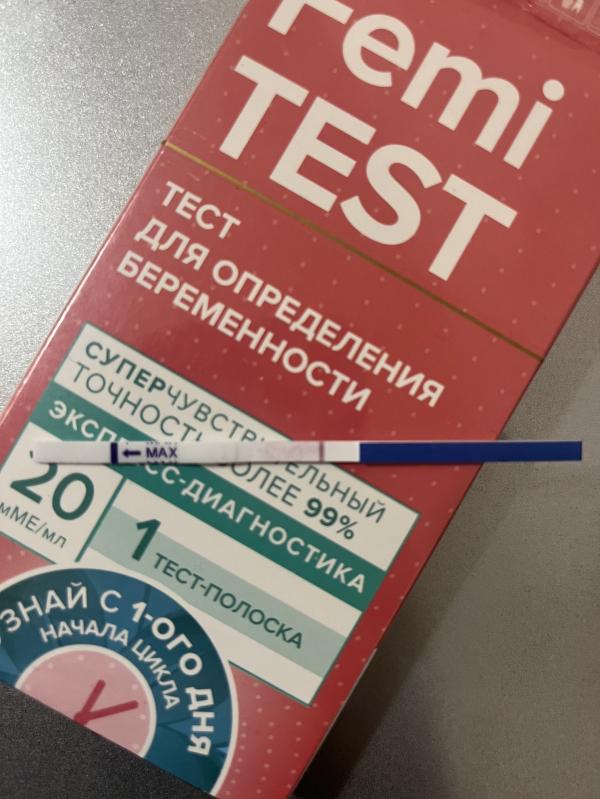 Femi
TEST
ТЕСТ
ДЛЯ ОПРЕДЕЛЕНИЯ
БЕРЕМЕННОСТИ
СУПЕРЧУВСТВИТЕЛЬНЫЙ
ТОЧНОСТЬ БОЛЕЕ 99%
ЭКСПРЕСС-ДИАГНОСТИКА
MAX
20
мМЕ/мл
1 ТЕСТ-ПОЛОСКА
УЗНАЙ С 1-ОГО ДНЯ
НАЧАЛА ЦИКЛА